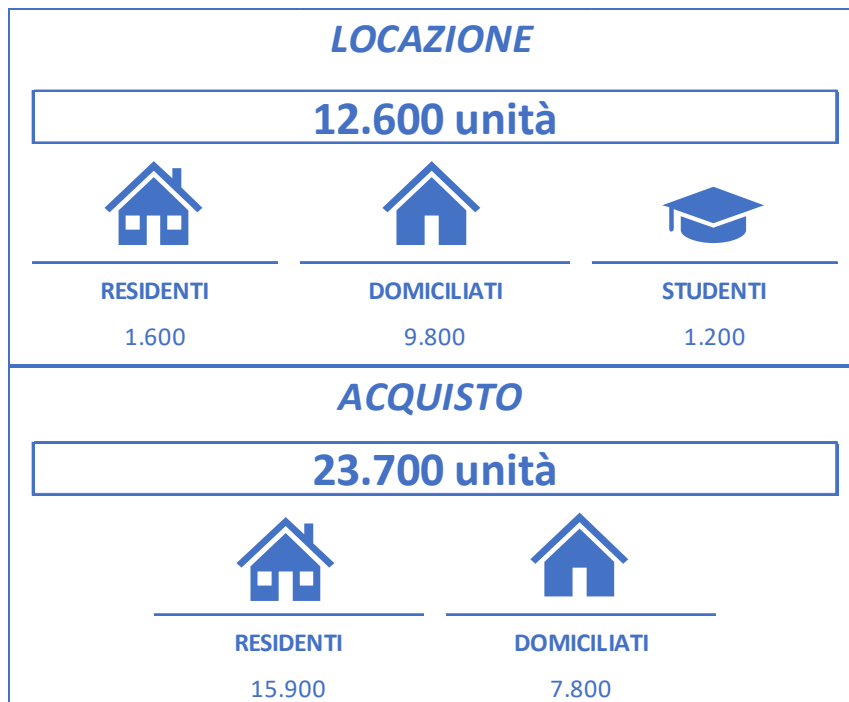 LOCAZIONE
12.600 unità
RESIDENTI DOMICILIATI STUDENTI
1.600 9.800 1.200
ACQUISTO
23.700 unità
RESIDENTI DOMICILIATI
15.900 7.800